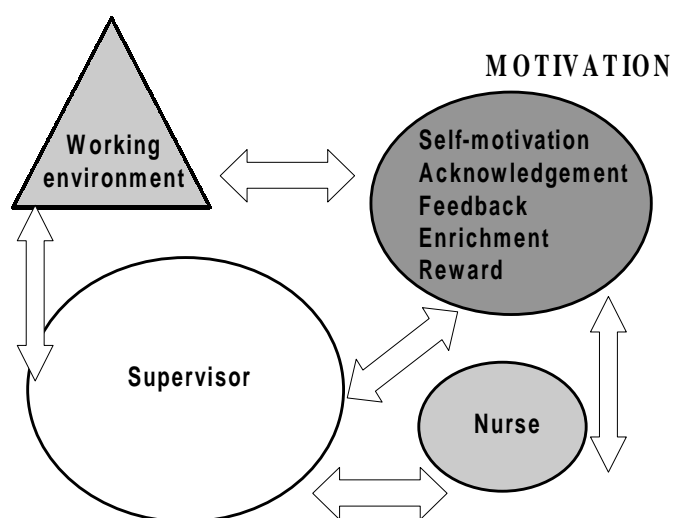 MOTIVATION
Working
environment
Self-motivation
Acknowledgement
Feedback
Enrichment
Reward
Supervisor
Nurse